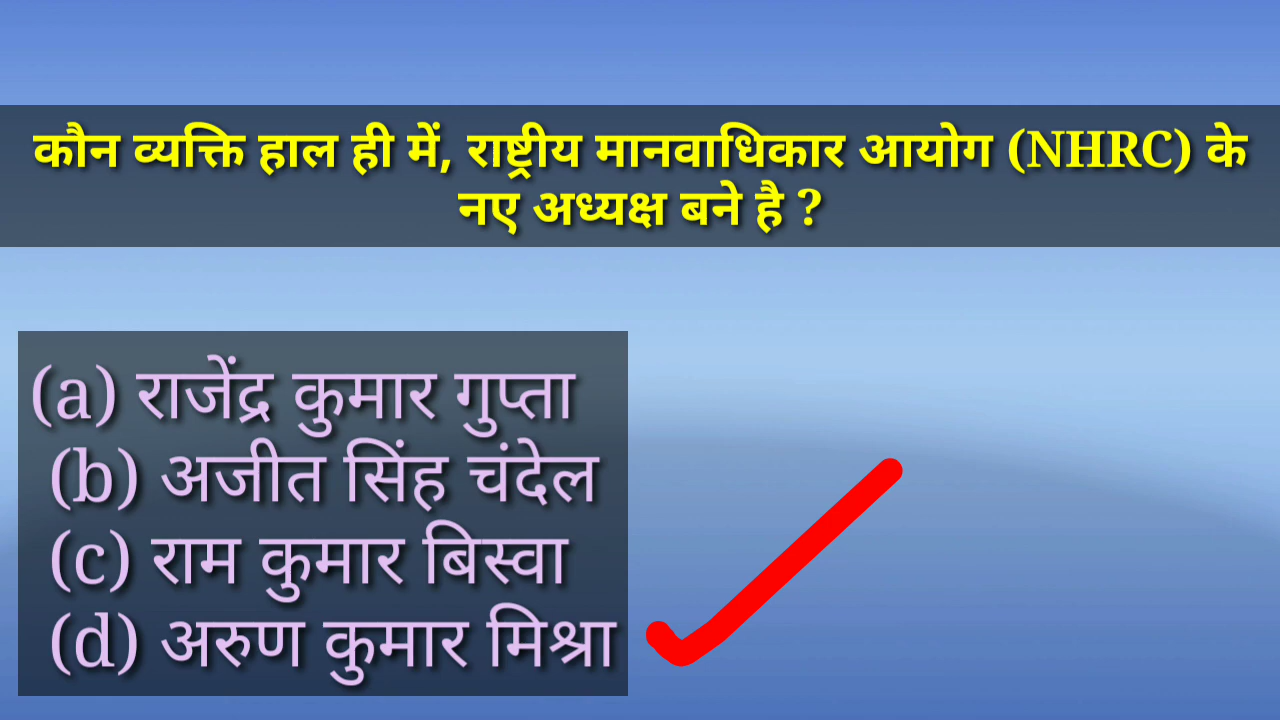 कौन व्यक्ति हाल ही में, राष्ट्रीय मानवाधिकार आयोग (NHRC) के
नए अध्यक्ष बने है ?
(a) राजेंद्र कुमार गुप्ता
(b) अजीत सिंह चंदेल
(c) राम कुमार बिस्वा
(d) अरुण कुमार मिश्रा